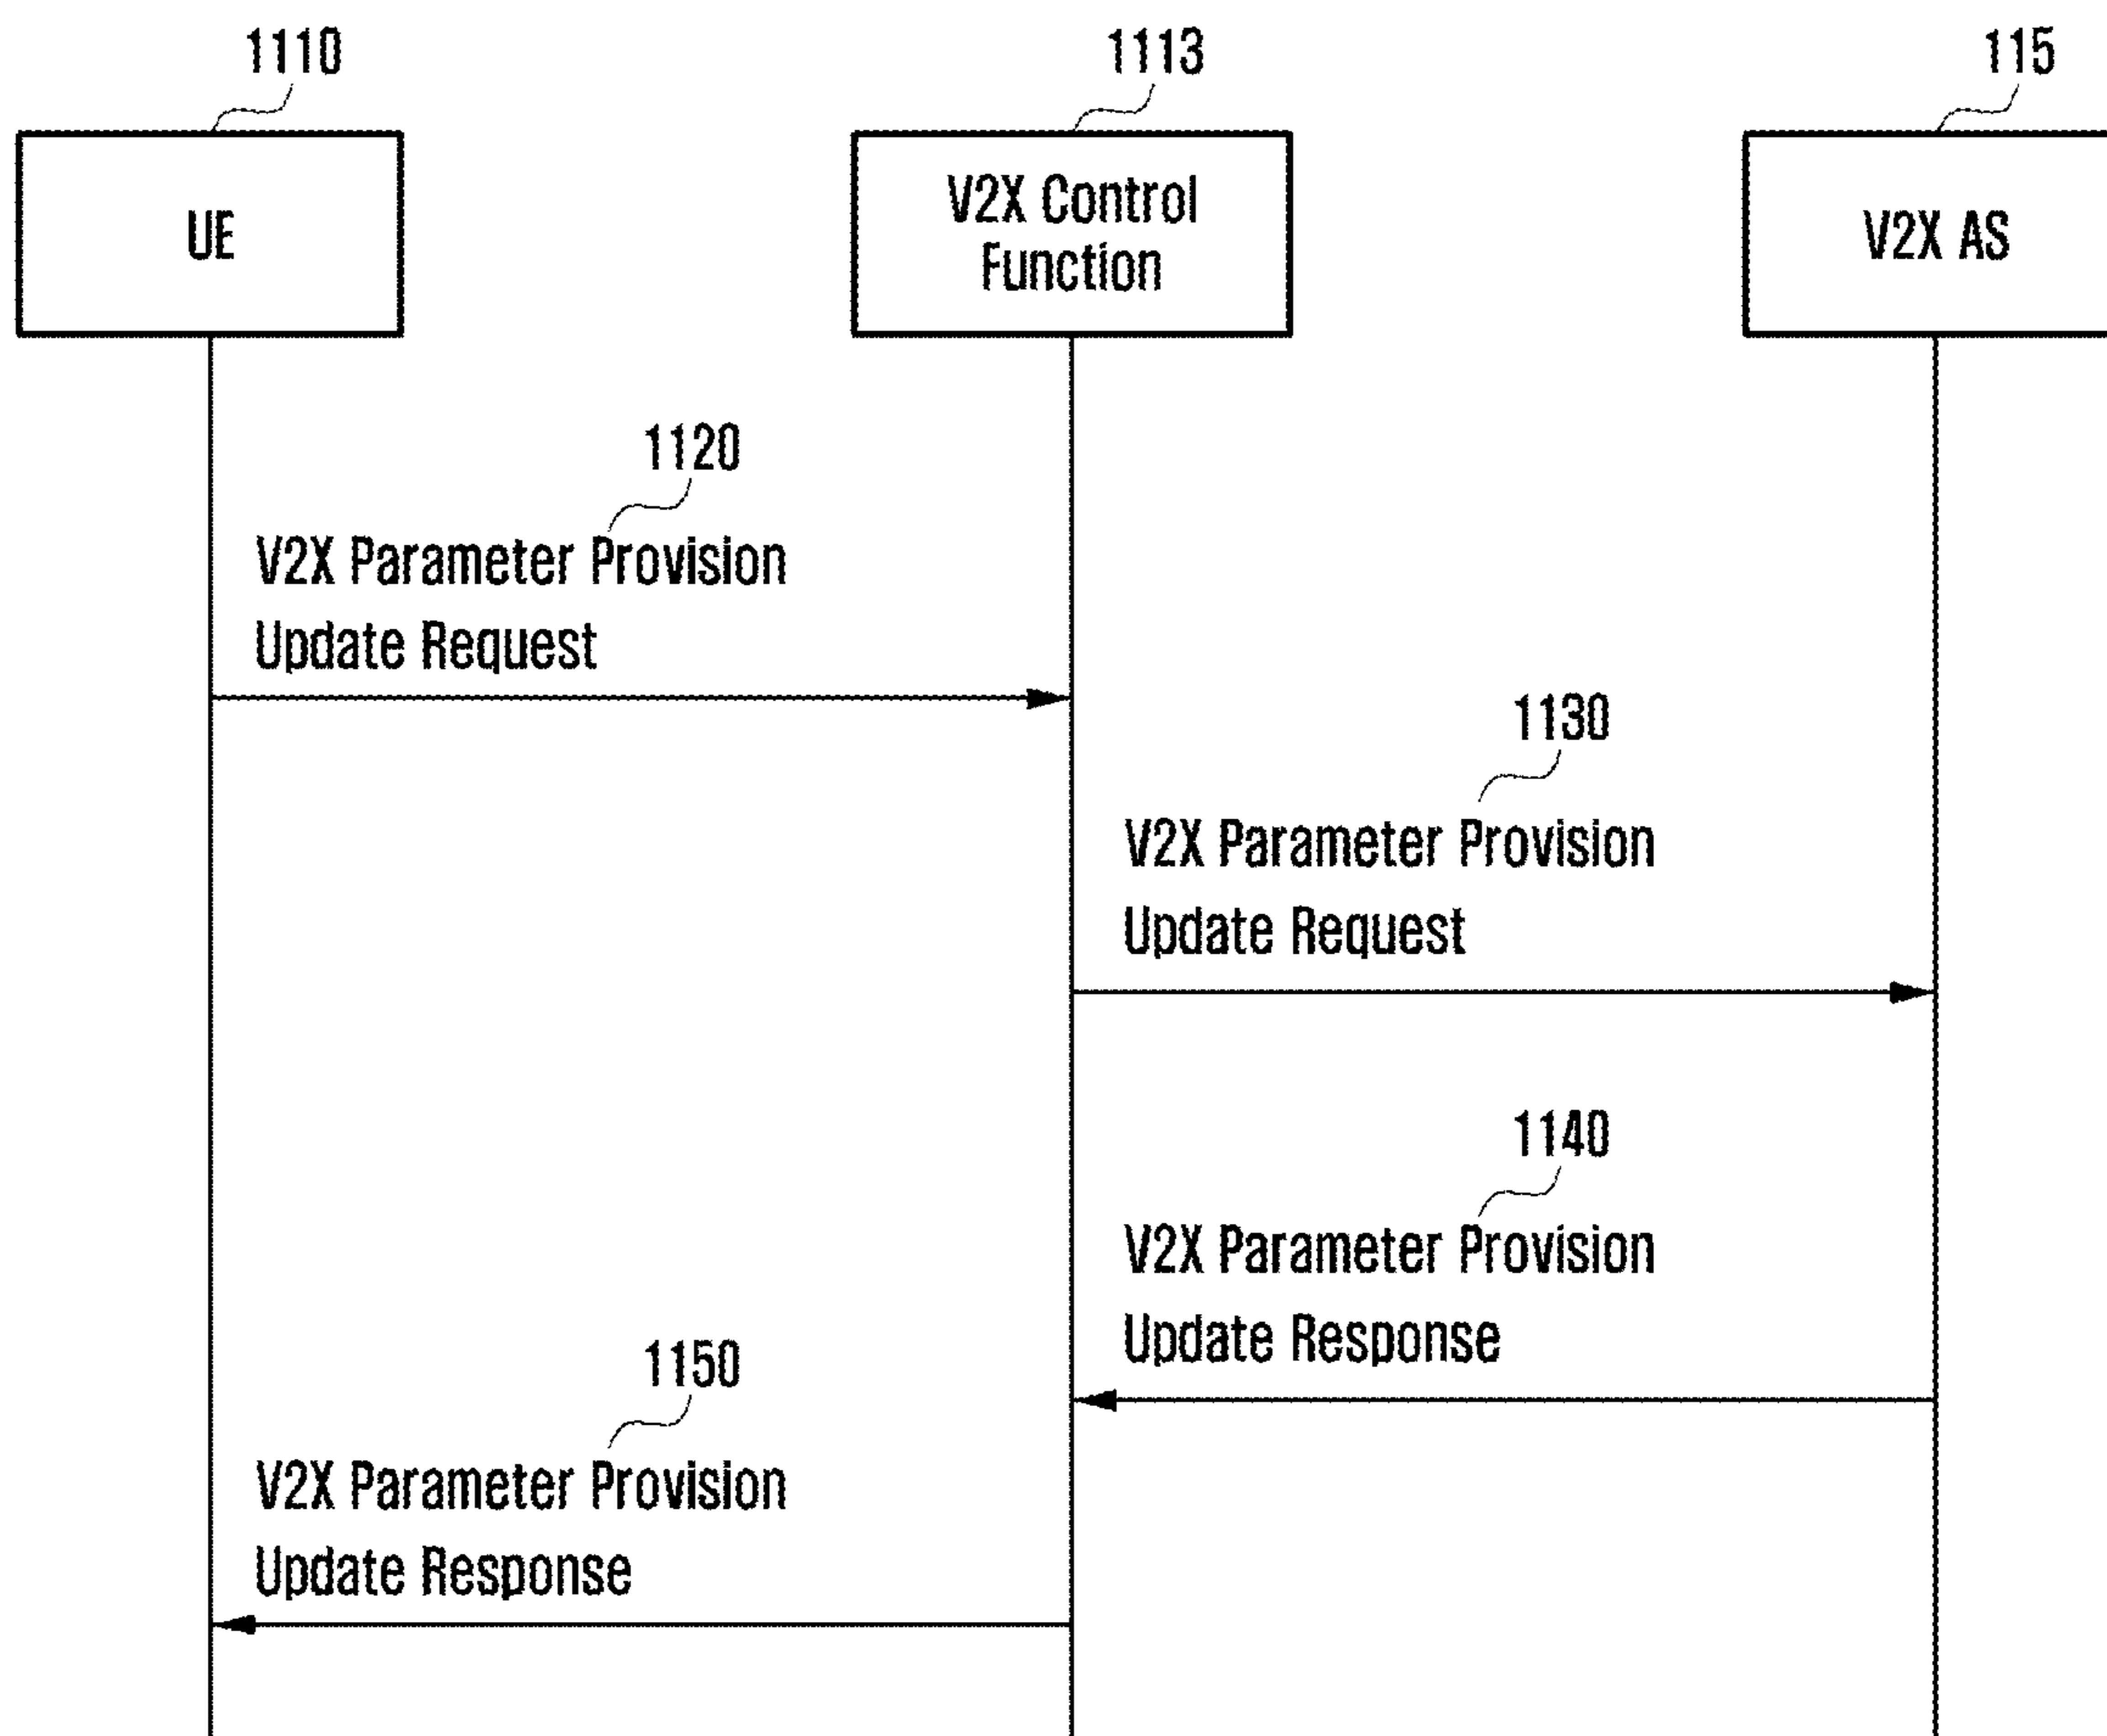 1110
1113
115
UE
V2X Control
Function
V2X AS
1120
V2X Parameter Provision
Update Request
1130
V2X Parameter Provision
Update Request
1140
V2X Parameter Provision
Update Response
1150
V2X Parameter Provision
Update Response